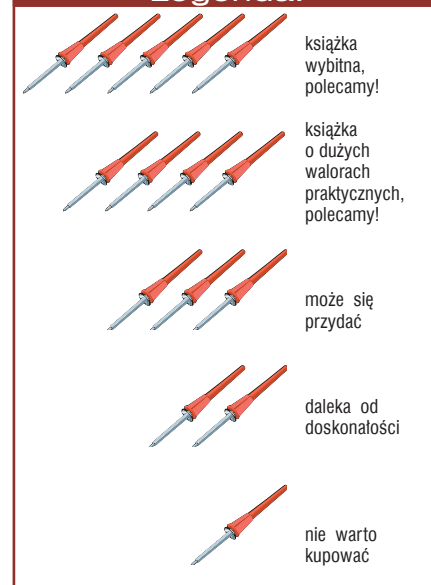 Legenda:
książka
wybitna,
polecamy!
książka
o dużych
walorach
praktycznych,
polecamy!
może się
przydać
daleka od
doskonałości
nie warto
kupować